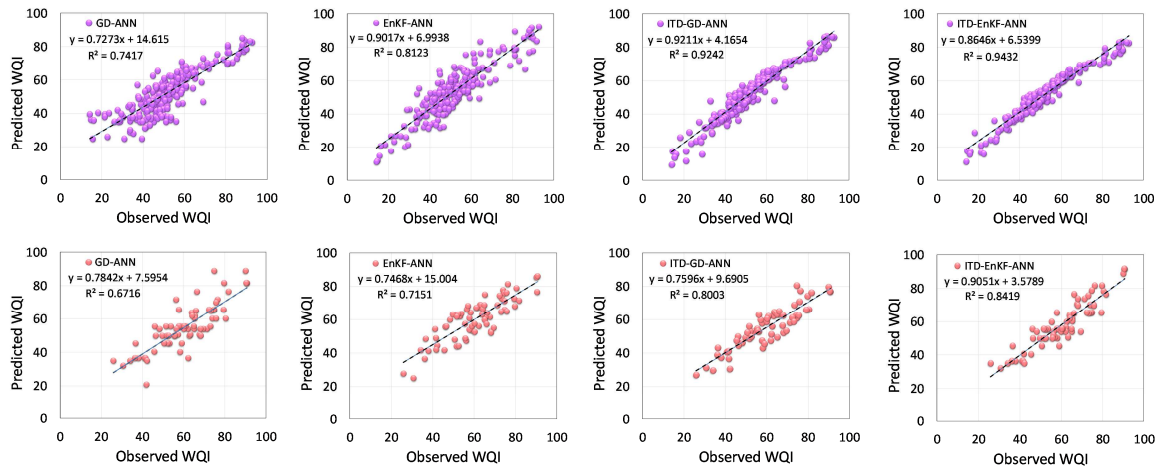 GD-ANN
y = 0.7273x + 14.615
R² = 0.7417
100
80
60
40
20
0
Predicted WQI
0 20 40 60 80 100
Observed WQI
EnKF-ANN
y = 0.9017x + 6.9938
R² = 0.8123
100
80
60
40
20
0
Predicted WQI
0 20 40 60 80 100
Observed WQI
ITD-GD-ANN
y = 0.9211x + 4.1654
R² = 0.9242
100
80
60
40
20
0
Predicted WQI
0 20 40 60 80 100
Observed WQI
ITD-EnKF-ANN
y = 0.8646x + 6.5399
R² = 0.9432
100
80
60
40
20
0
Predicted WQI
0 20 40 60 80 100
Observed WQI
GD-ANN
y = 0.7842x + 7.5954
R² = 0.6716
100
80
60
40
20
0
Predicted WQI
0 20 40 60 80 100
Observed WQI
EnKF-ANN
y = 0.7468x + 15.004
R² = 0.7151
100
80
60
40
20
0
Predicted WQI
0 20 40 60 80 100
Observed WQI
ITD-GD-ANN
y = 0.7596x + 9.6905
R² = 0.8003
100
80
60
40
20
0
Predicted WQI
0 20 40 60 80 100
Observed WQI
ITD-EnKF-ANN
y = 0.9051x + 3.5789
R² = 0.8419
100
80
60
40
20
0
Predicted WQI
0 20 40 60 80 100
Observed WQI